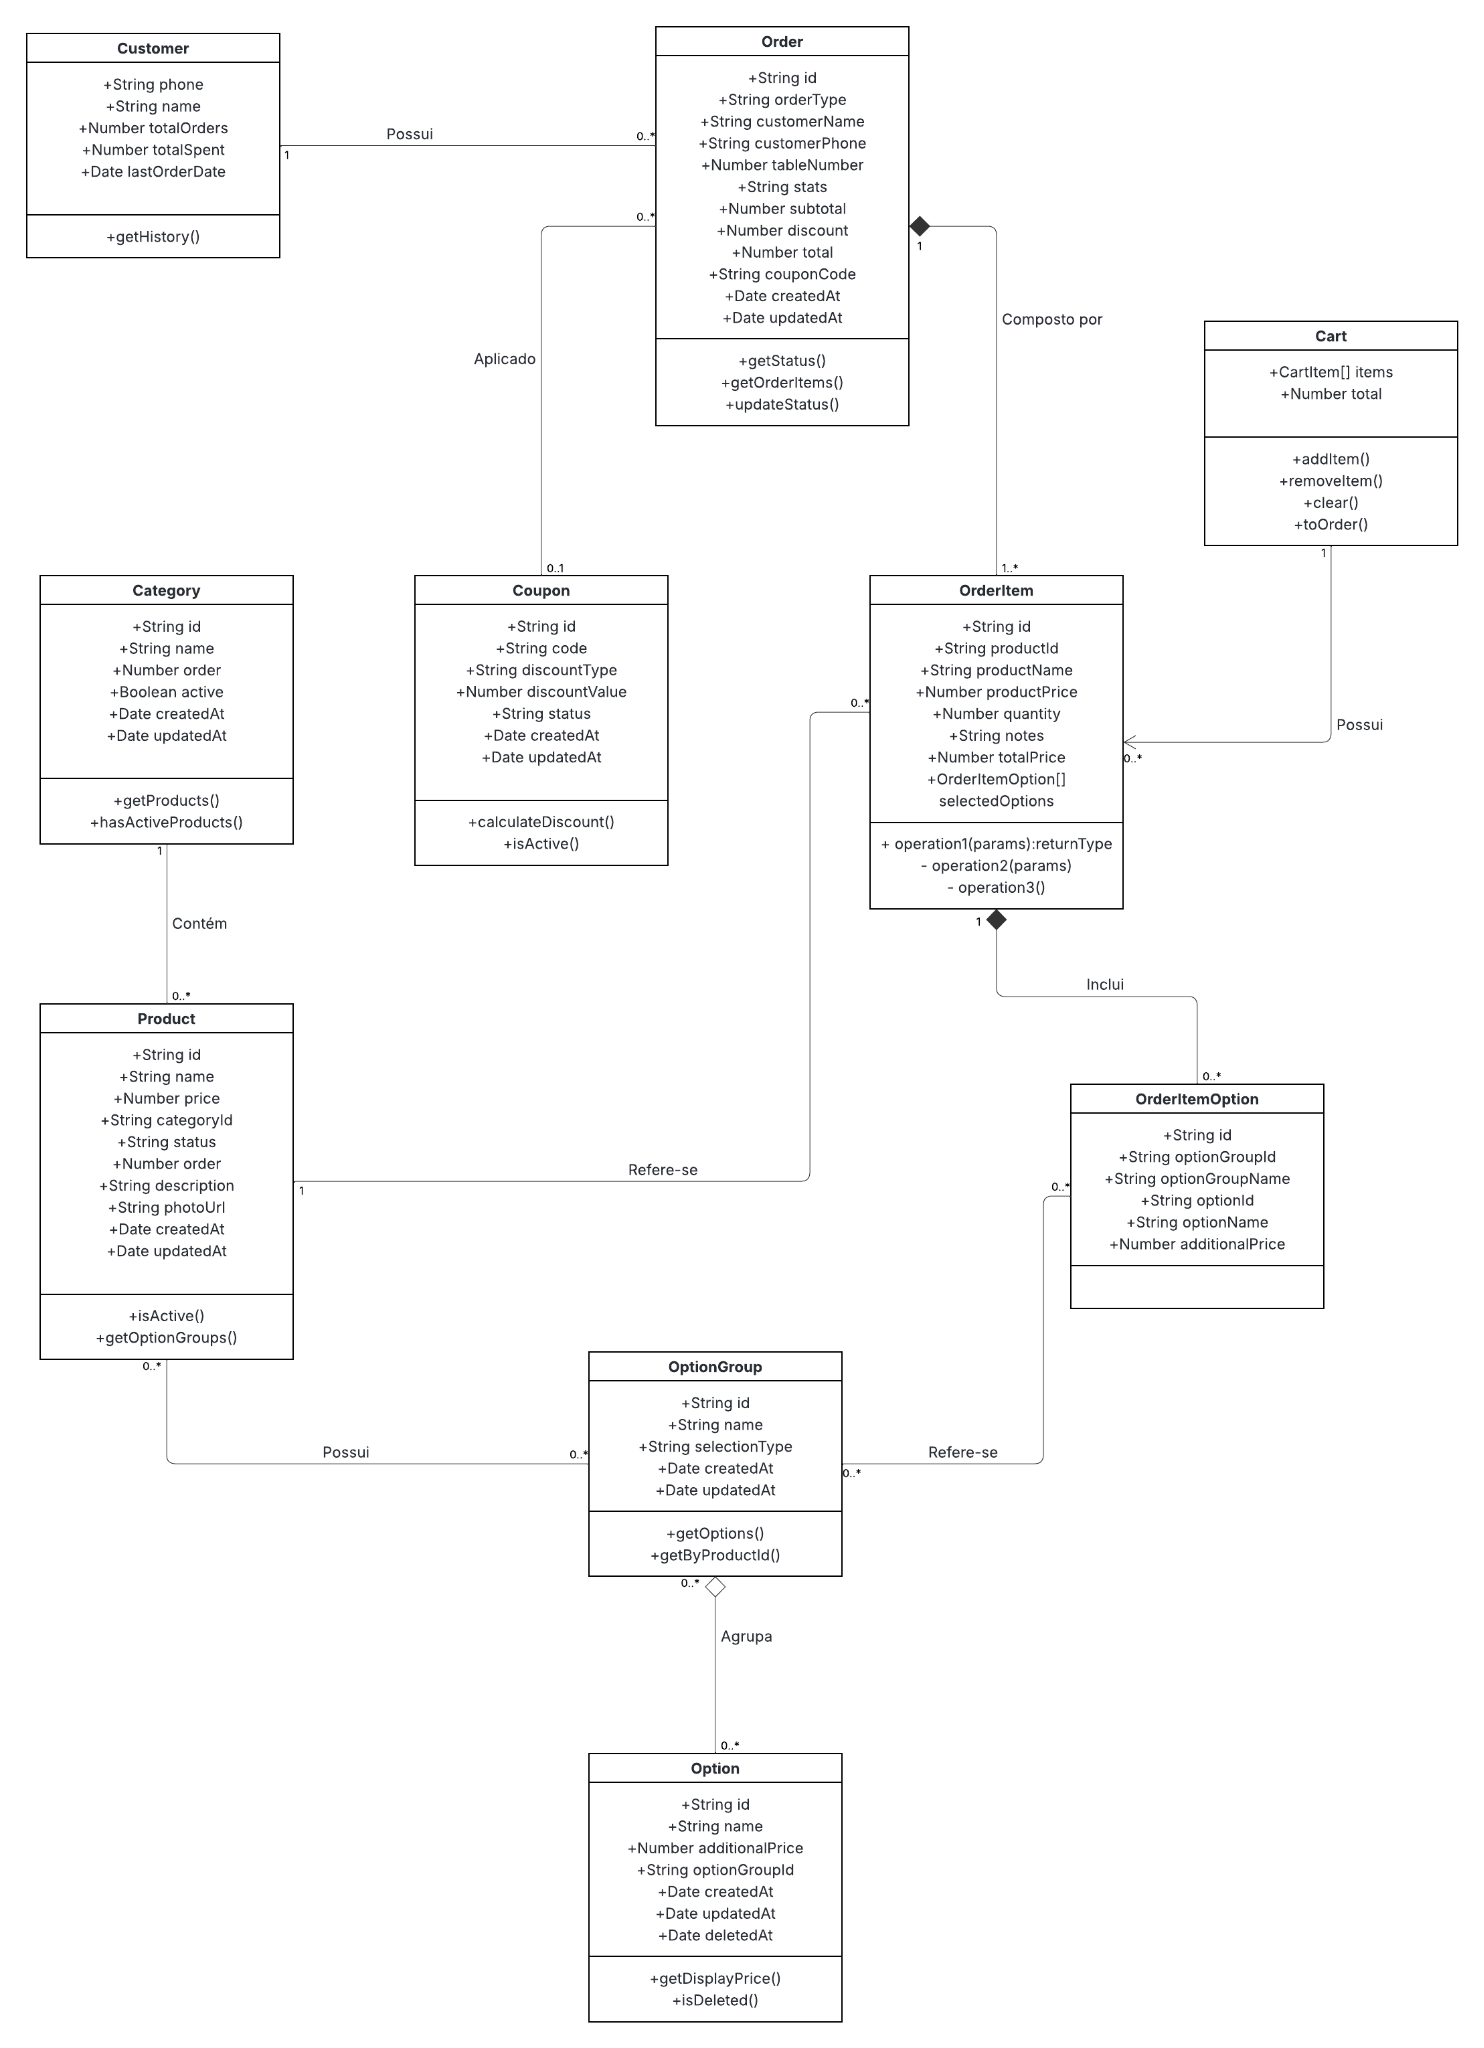 Customer
+String phone
+String name
+Number totalOrders
+Number totalSpent
+Date lastOrderDate
+getHistory()
Possui
1
0..*
Order
+String id
+String orderType
+String customerName
+String customerPhone
+Number tableNumber
+String stats
+Number subtotal
+Number discount
+Number total
+String couponCode
+Date createdAt
+Date updatedAt
+getStatus()
+getOrderItems()
+updateStatus()
0..*
Aplicado
0..1
1
Composto por
1..*
Cart
+CartItem[] items
+Number total
+addItem()
+removeItem()
+clear()
+toOrder()
1
Possui
0..*
Category
+String id
+String name
+Number order
+Boolean active
+Date createdAt
+Date updatedAt
+getProducts()
+hasActiveProducts()
1
Contém
0..*
Coupon
+String id
+String code
+String discountType
+Number discountValue
+String status
+Date createdAt
+Date updatedAt
+calculateDiscount()
+isActive()
OrderItem
+String id
+String productId
+String productName
+Number productPrice
+Number quantity
+String notes
+Number totalPrice
+OrderItemOption[]
selectedOptions
+ operation1(params):returnType
- operation2(params)
- operation3()
0..*
Refere-se
1
1
Inclui
0..*
Product
+String id
+String name
+Number price
+String categoryId
+String status
+Number order
+String description
+String photoUrl
+Date createdAt
+Date updatedAt
+isActive()
+getOptionGroups()
0..*
Possui
0..*
OrderItemOption
+String id
+String optionGroupId
+String optionGroupName
+String optionId
+String optionName
+Number additionalPrice
0..*
Refere-se
0..*
OptionGroup
+String id
+String name
+String selectionType
+Date createdAt
+Date updatedAt
+getOptions()
+getByProductId()
0..*
Agrupa
0..*
Option
+String id
+String name
+Number additionalPrice
+String optionGroupId
+Date createdAt
+Date updatedAt
+Date deletedAt
+getDisplayPrice()
+isDeleted()